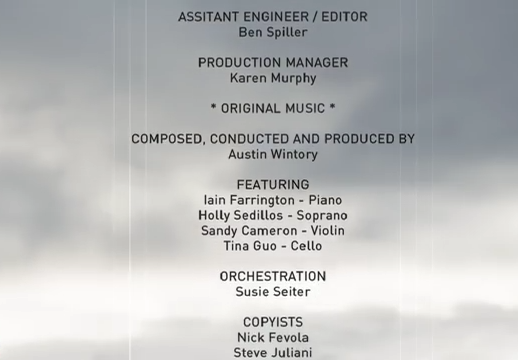 ASSITANT ENGINEER / EDITOR
Ben Spiller
PRODUCTION MANAGER
Karen Murphy
* ORIGINAL MUSIC *
COMPOSED, CONDUCTED AND PRODUCED BY
Austin Wintory
FEATURING
Iain Farrington - Piano
Holly Sedillos - Soprano
Sandy Cameron - Violin
Tina Guo - Cello
ORCHESTRATION
Susie Seiter
COPYISTS
Nick Fevola
Steve Juliani